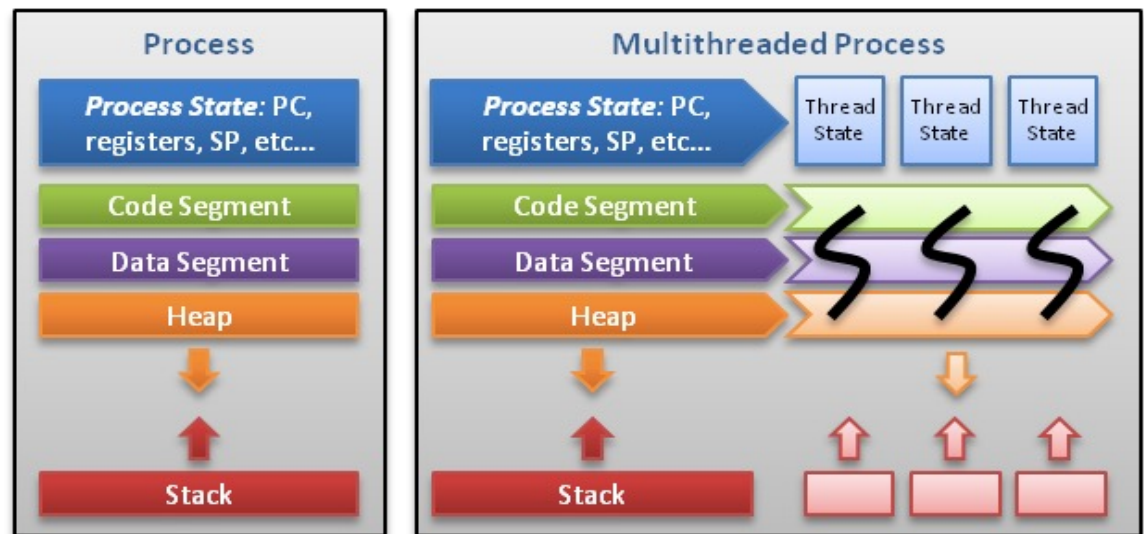 Process
Process State: PC,
registers, SP, etc...
Code Segment
Data Segment
Heap
Stack
Multithreaded Process
Process State: PC,
registers, SP, etc...
Thread
State
Thread
State
Thread
State
Code Segment
Data Segment
Heap
Stack